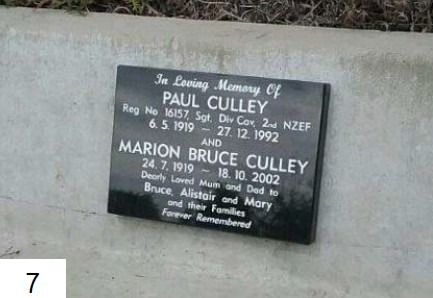 In Loving Memory Of
PAUL CULLEY
Reg No 16157, Sgt, Div Cav, 2nd NZEF
6.5.1919 - 27.12.1992
AND
MARION BRUCE CULLEY
24.7.1919 - 18.10.2002
Dearly Loved Mum and Dad to
Bruce, Alistair and Mary
and their Families
Forever Remembered
7